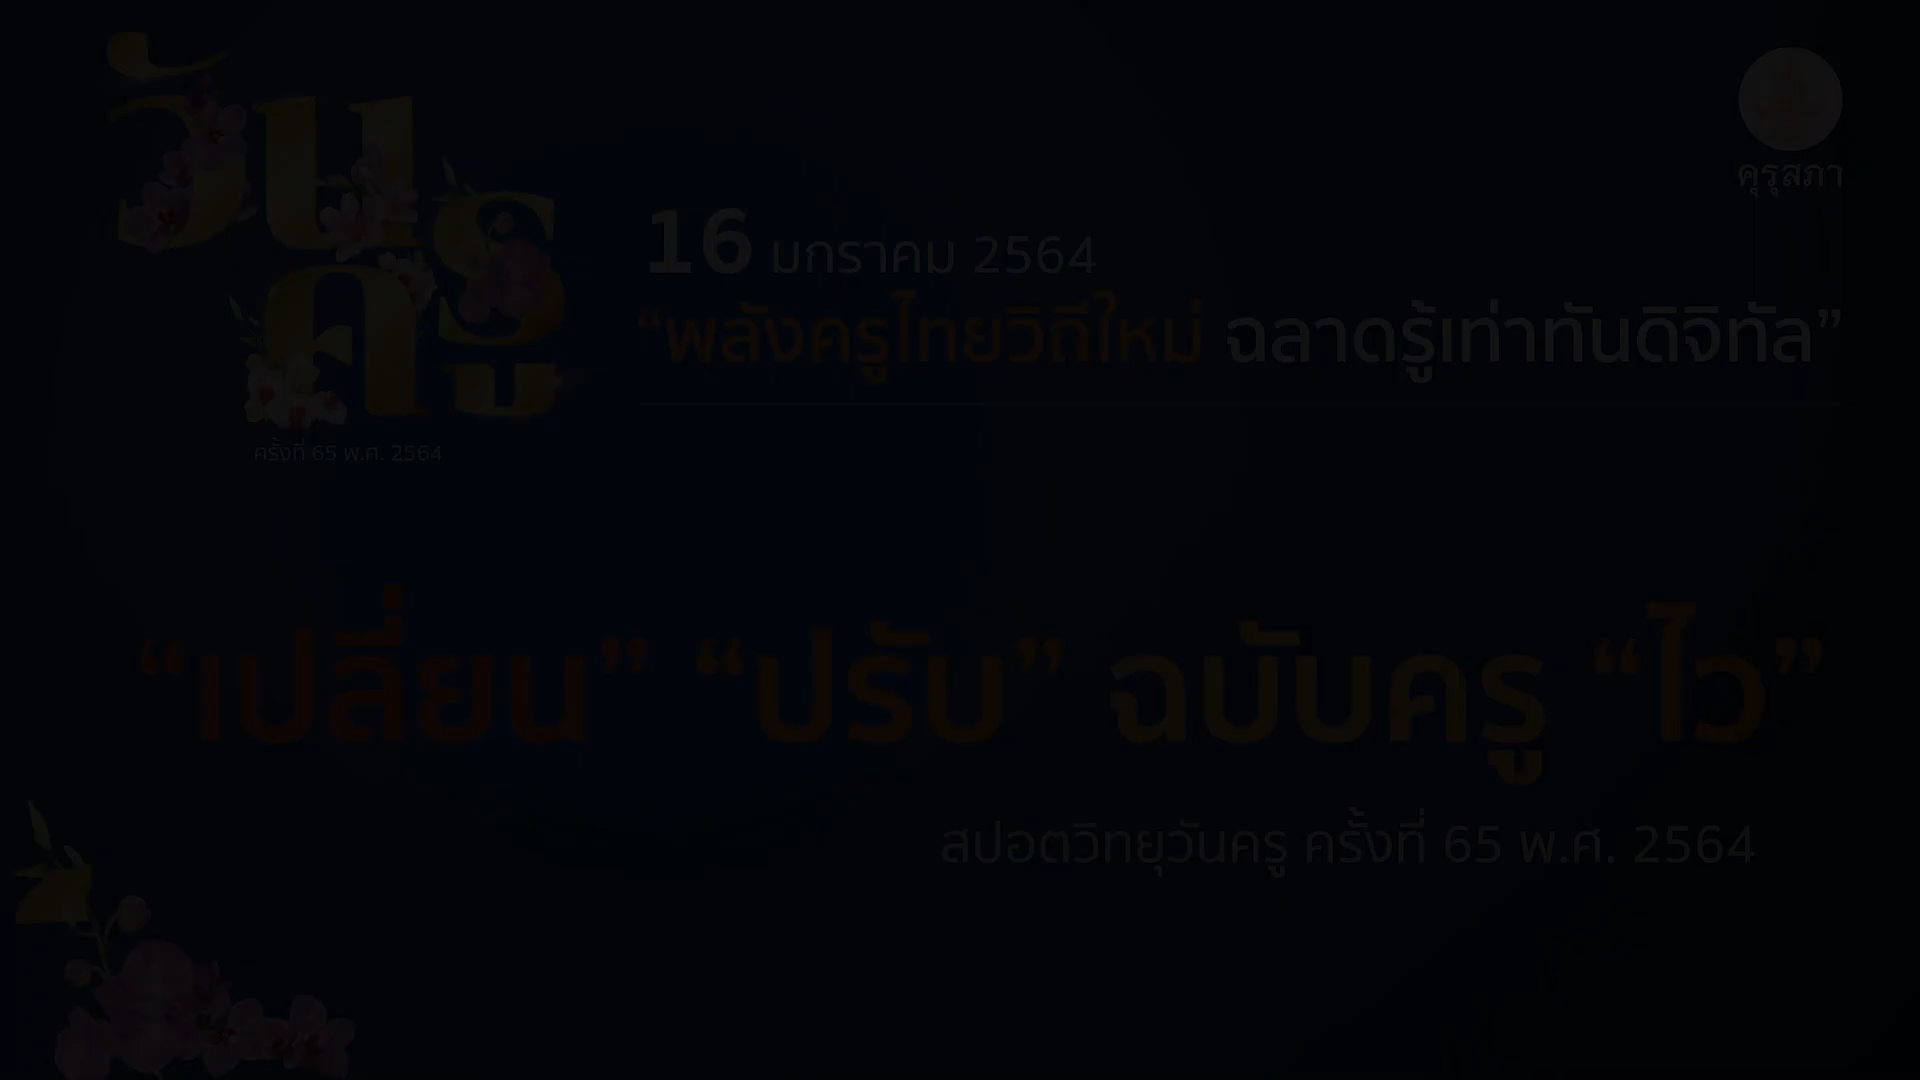 วันครู
ครั้งที่ 65 พ.ศ. 2564
คุรุสภา
16 มกราคม 2564
“พลังครูไทยวิถีใหม่ ฉลาดรู้เท่าทันดิจิทัล”
“เปลี่ยน” “ปรับ” ฉบับครู “ไว”
สปอตวิทยุวันครู ครั้งที่ 65 พ.ศ. 2564